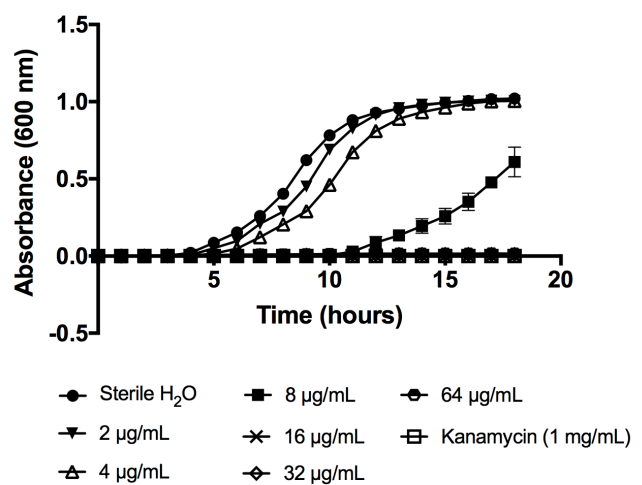 1.5
1.0
0.5
0.0
-0.5
5
10
15
20
Absorbance (600 nm)
Time (hours)
Sterile H₂O
8 µg/mL
64 µg/mL
2 µg/mL
16 µg/mL
Kanamycin (1 mg/mL)
4 µg/mL
32 µg/mL